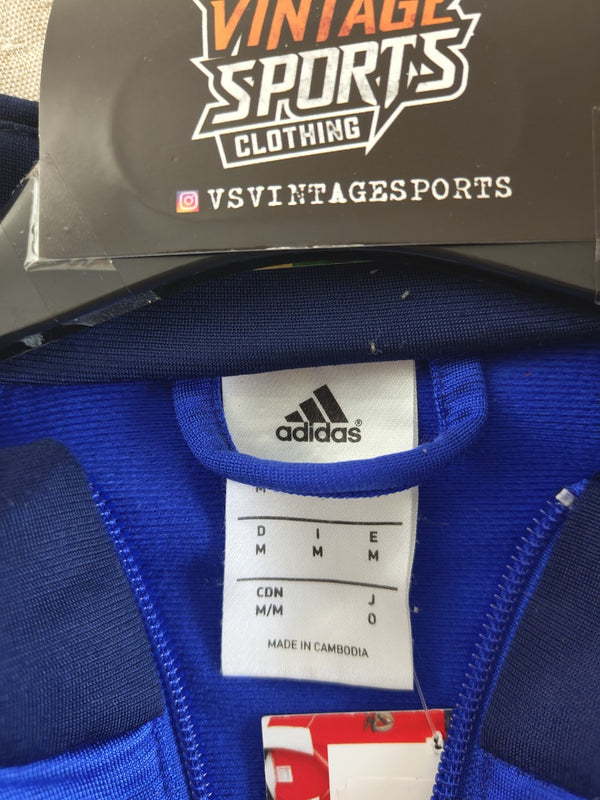 VINTAGE
SPORTS
CLOTHING
VSVINTAGESPORTS
adidas®
M
D I E
M M M
CDN J
M/M O
MADE IN CAMBODIA